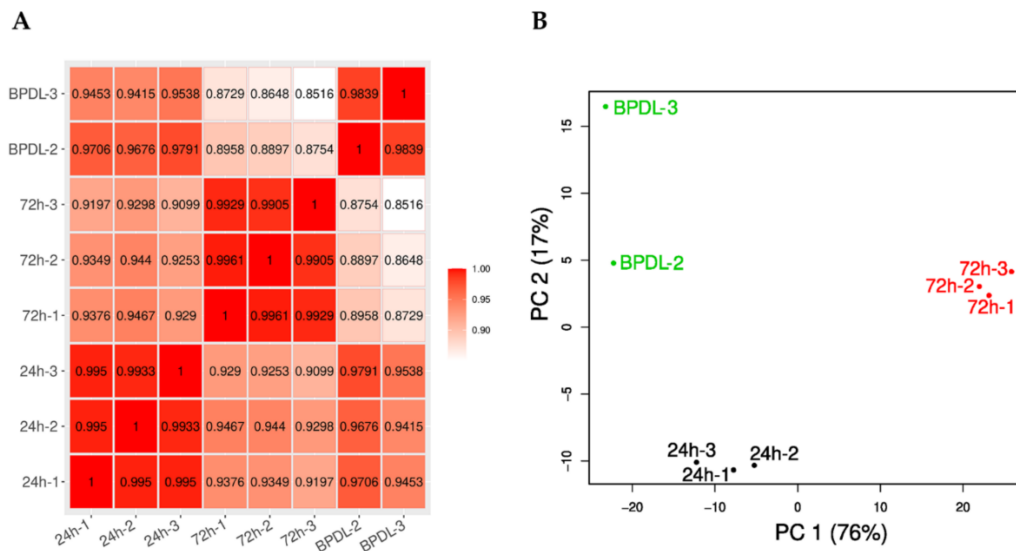 A
BPDL-3 0.9453 0.9415 0.9538 0.8729 0.8648 0.8516 0.9839 1
BPDL-2 0.9706 0.9676 0.9791 0.8958 0.8897 0.8754 1 0.9839
72h-3 0.9197 0.9298 0.9099 0.9929 0.9905 1 0.8754 0.8516
72h-2 0.9349 0.944 0.9253 0.9961 1 0.9905 0.8897 0.8648
72h-1 0.9376 0.9467 0.929 1 0.9961 0.9929 0.8958 0.8729
24h-3 0.995 0.9933 1 0.929 0.9253 0.9099 0.9791 0.9538
24h-2 0.995 1 0.9933 0.9467 0.944 0.9298 0.9676 0.9415
24h-1 1 0.995 0.995 0.9376 0.9349 0.9197 0.9706 0.9453
24h-1 24h-2 24h-3 72h-1 72h-2 72h-3 BPDL-2 BPDL-3
1.00
0.95
0.90
B
PC 2 (17%)
15
10
5
0
−5
−10
BPDL-3
BPDL-2
72h-3
72h-2
72h-1
24h-3
24h-2
24h-1
−20 −10 0 10 20
PC 1 (76%)